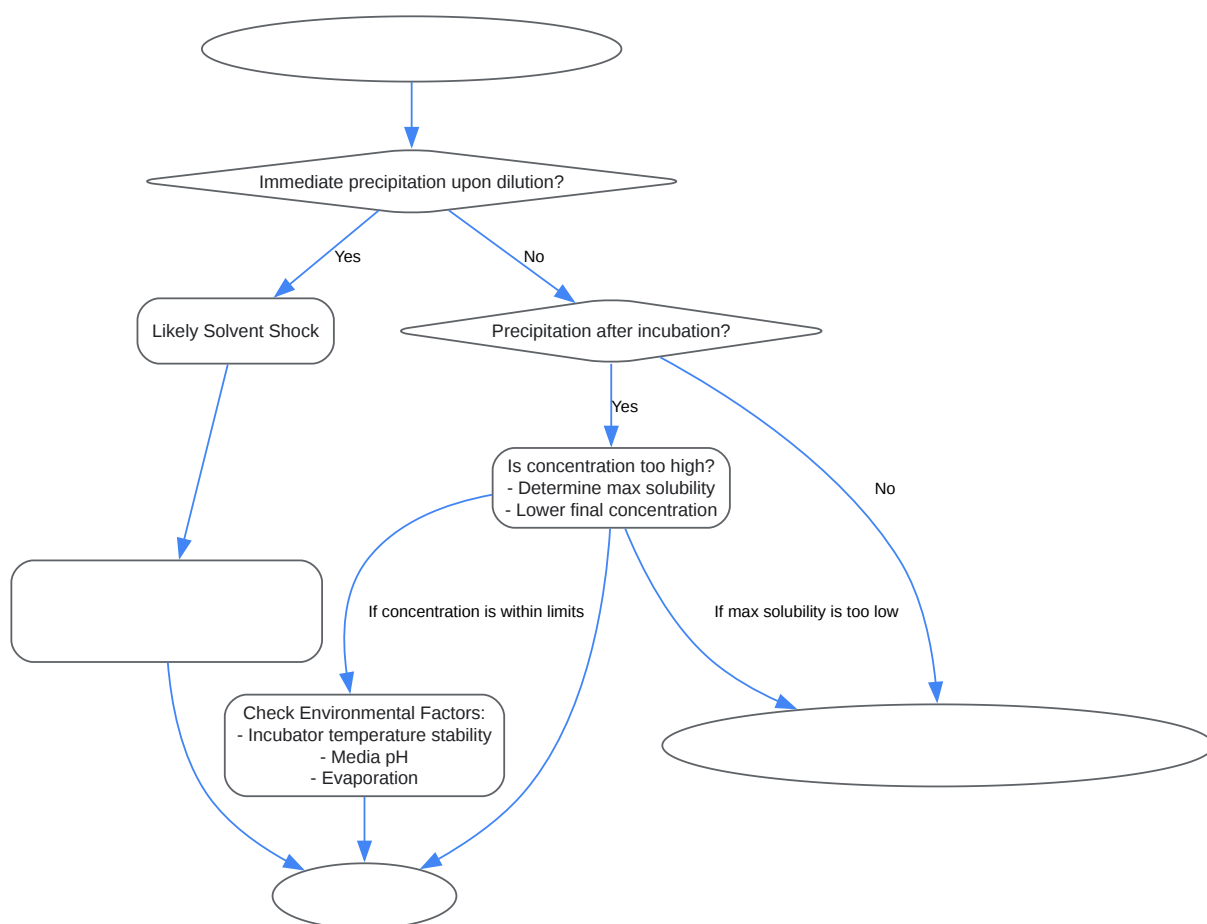 Immediate precipitation upon dilution?
Yes
No
Likely Solvent Shock
Precipitation after incubation?
Yes
Is concentration too high?
- Determine max solubility
- Lower final concentration
No
If concentration is within limits
If max solubility is too low
Check Environmental Factors:
- Incubator temperature stability
- Media pH
- Evaporation